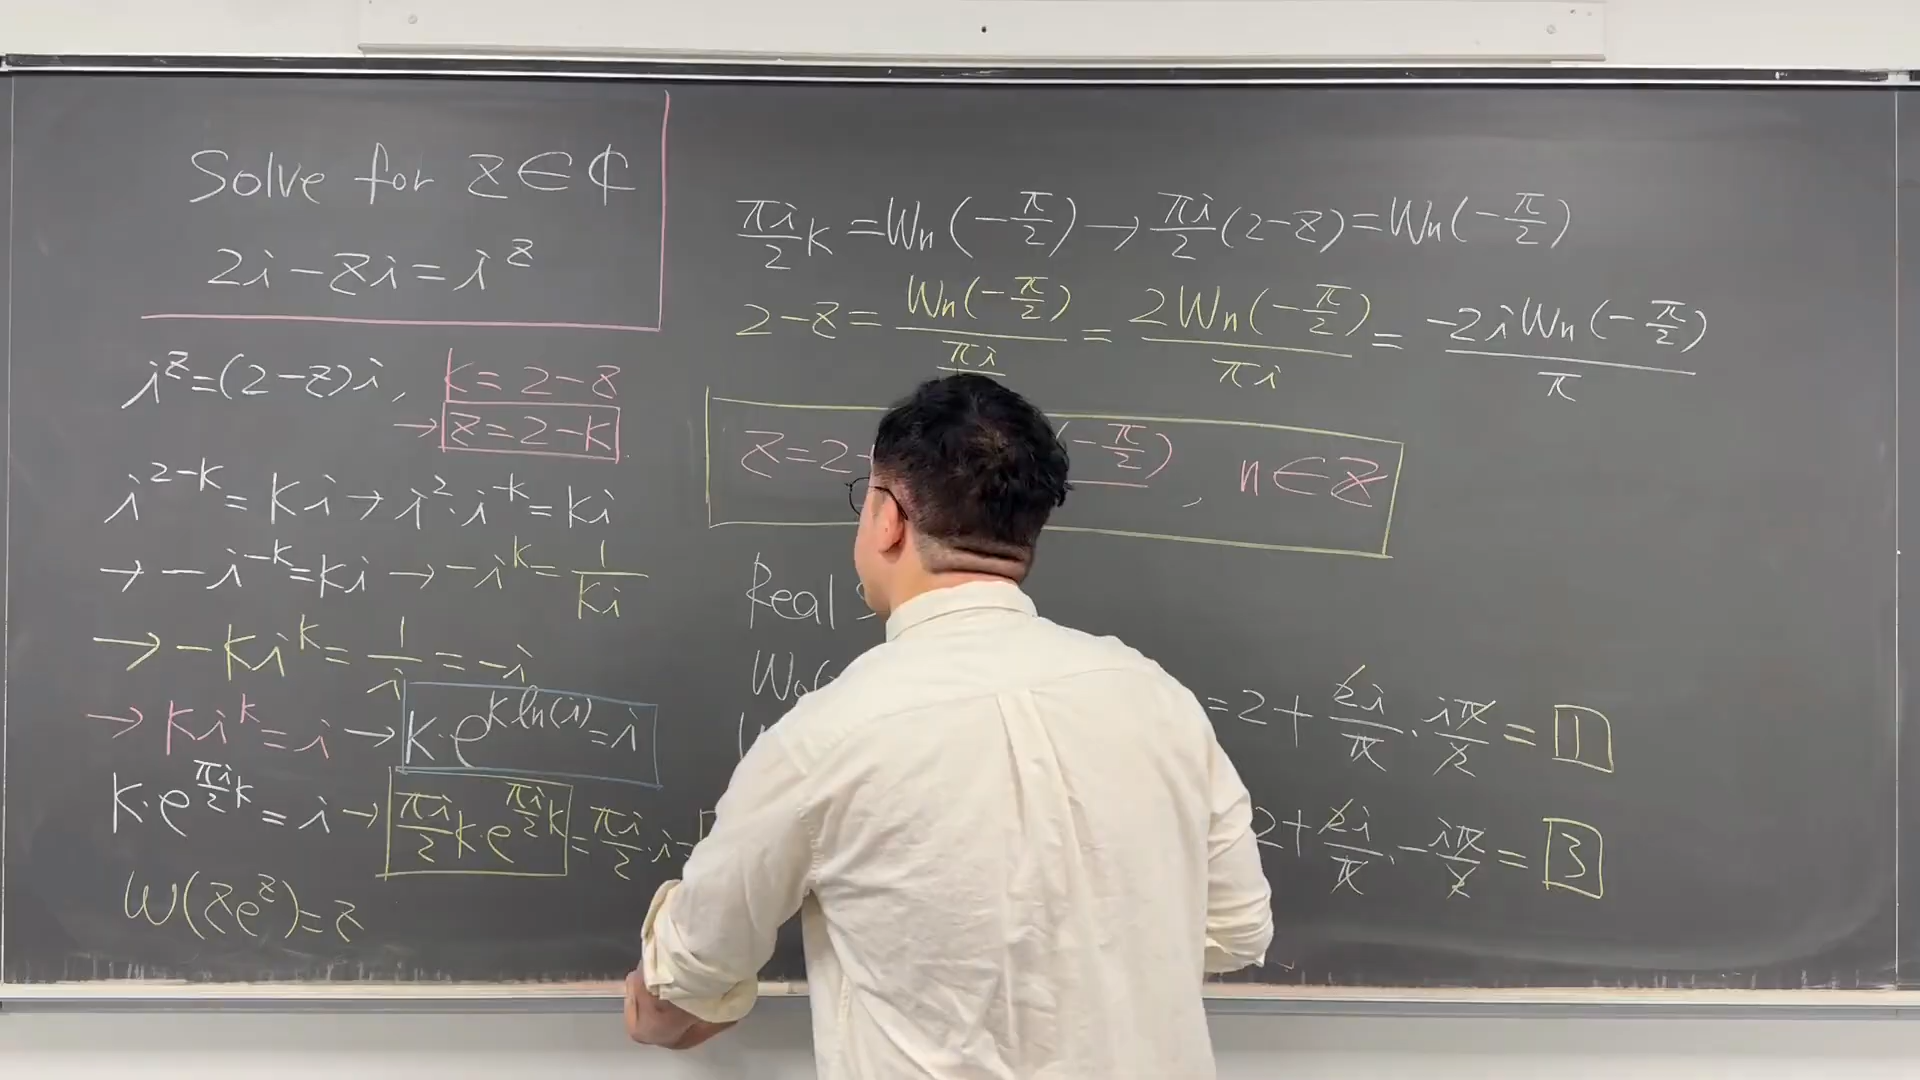 Solve for z∈ℂ
2i−zi=i^z
i^z=(2−z)i, k=2−z
→ z=2−k
i^(2−k)=ki→i^2·i^(−k)=ki
→−i^(−k)=ki→−i^k=1/(ki)
→−ki^k=1/i=−i
→ki^k=i→k·e^(k ln(i))=i
k·e^((πi/2)k)=i→(πi/2)k·e^((πi/2)k)=(πi/2)·i=
W(ze^z)=z
(πi/2)k=Wn(−π/2)→(πi/2)(2−z)=Wn(−π/2)
2−z=Wn(−π/2)/(πi)=2Wn(−π/2)/(πi)=−2iWn(−π/2)/π
z=2 (−π/2), n∈ℤ
Real
W₀(
=2+(2i/π)·(iπ/2)=1
2+(2i/π)·−(iπ/2)=3